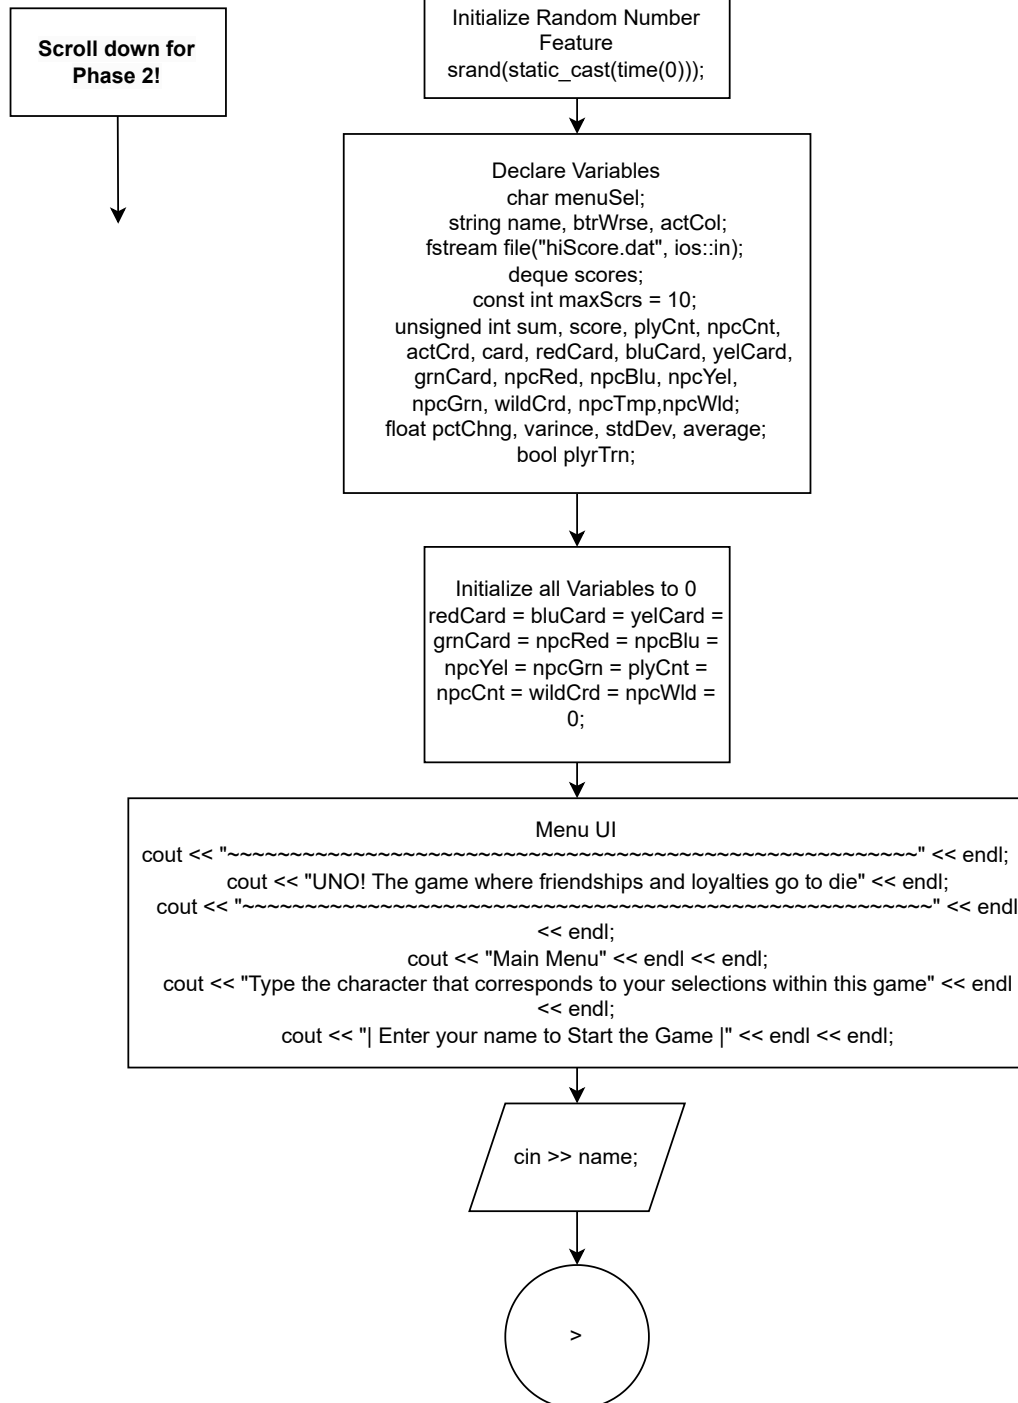 Scroll down for
Phase 2!
Initialize Random Number
Feature
srand(static_cast(time(0)));
Declare Variables
char menuSel;
string name, btrWrse, actCol;
fstream file("hiScore.dat", ios::in);
deque scores;
const int maxScrs = 10;
unsigned int sum, score, plyCnt, npcCnt,
actCrd, card, redCard, bluCard, yelCard,
grnCard, npcRed, npcBlu, npcYel,
npcGrn, wildCrd, npcTmp,npcWld;
float pctChng, varince, stdDev, average;
bool plyrTrn;
Initialize all Variables to 0
redCard = bluCard = yelCard =
grnCard = npcRed = npcBlu =
npcYel = npcGrn = plyCnt =
npcCnt = wildCrd = npcWld =
0;
Menu UI
cout << "~~~~~~~~~~~~~~~~~~~~~~~~~~~~~~~~~~~~~~~~~~~~~~~~~~~~~~~" << endl;
cout << "UNO! The game where friendships and loyalties go to die" << endl;
cout << "~~~~~~~~~~~~~~~~~~~~~~~~~~~~~~~~~~~~~~~~~~~~~~~~~~~~~~~" << endl
<< endl;
cout << "Main Menu" << endl << endl;
cout << "Type the character that corresponds to your selections within this game" << endl
<< endl;
cout << "| Enter your name to Start the Game |" << endl << endl;
cin >> name;
>